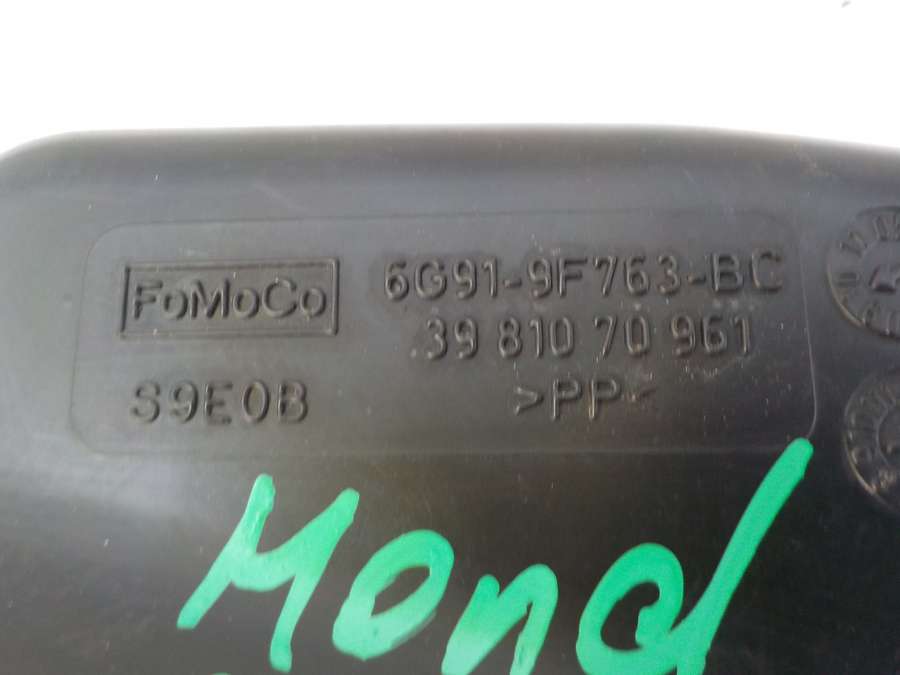 FoMoCo
6G91-9F763-BC
39 810 70 961
S9E0B
>PP<
Mond